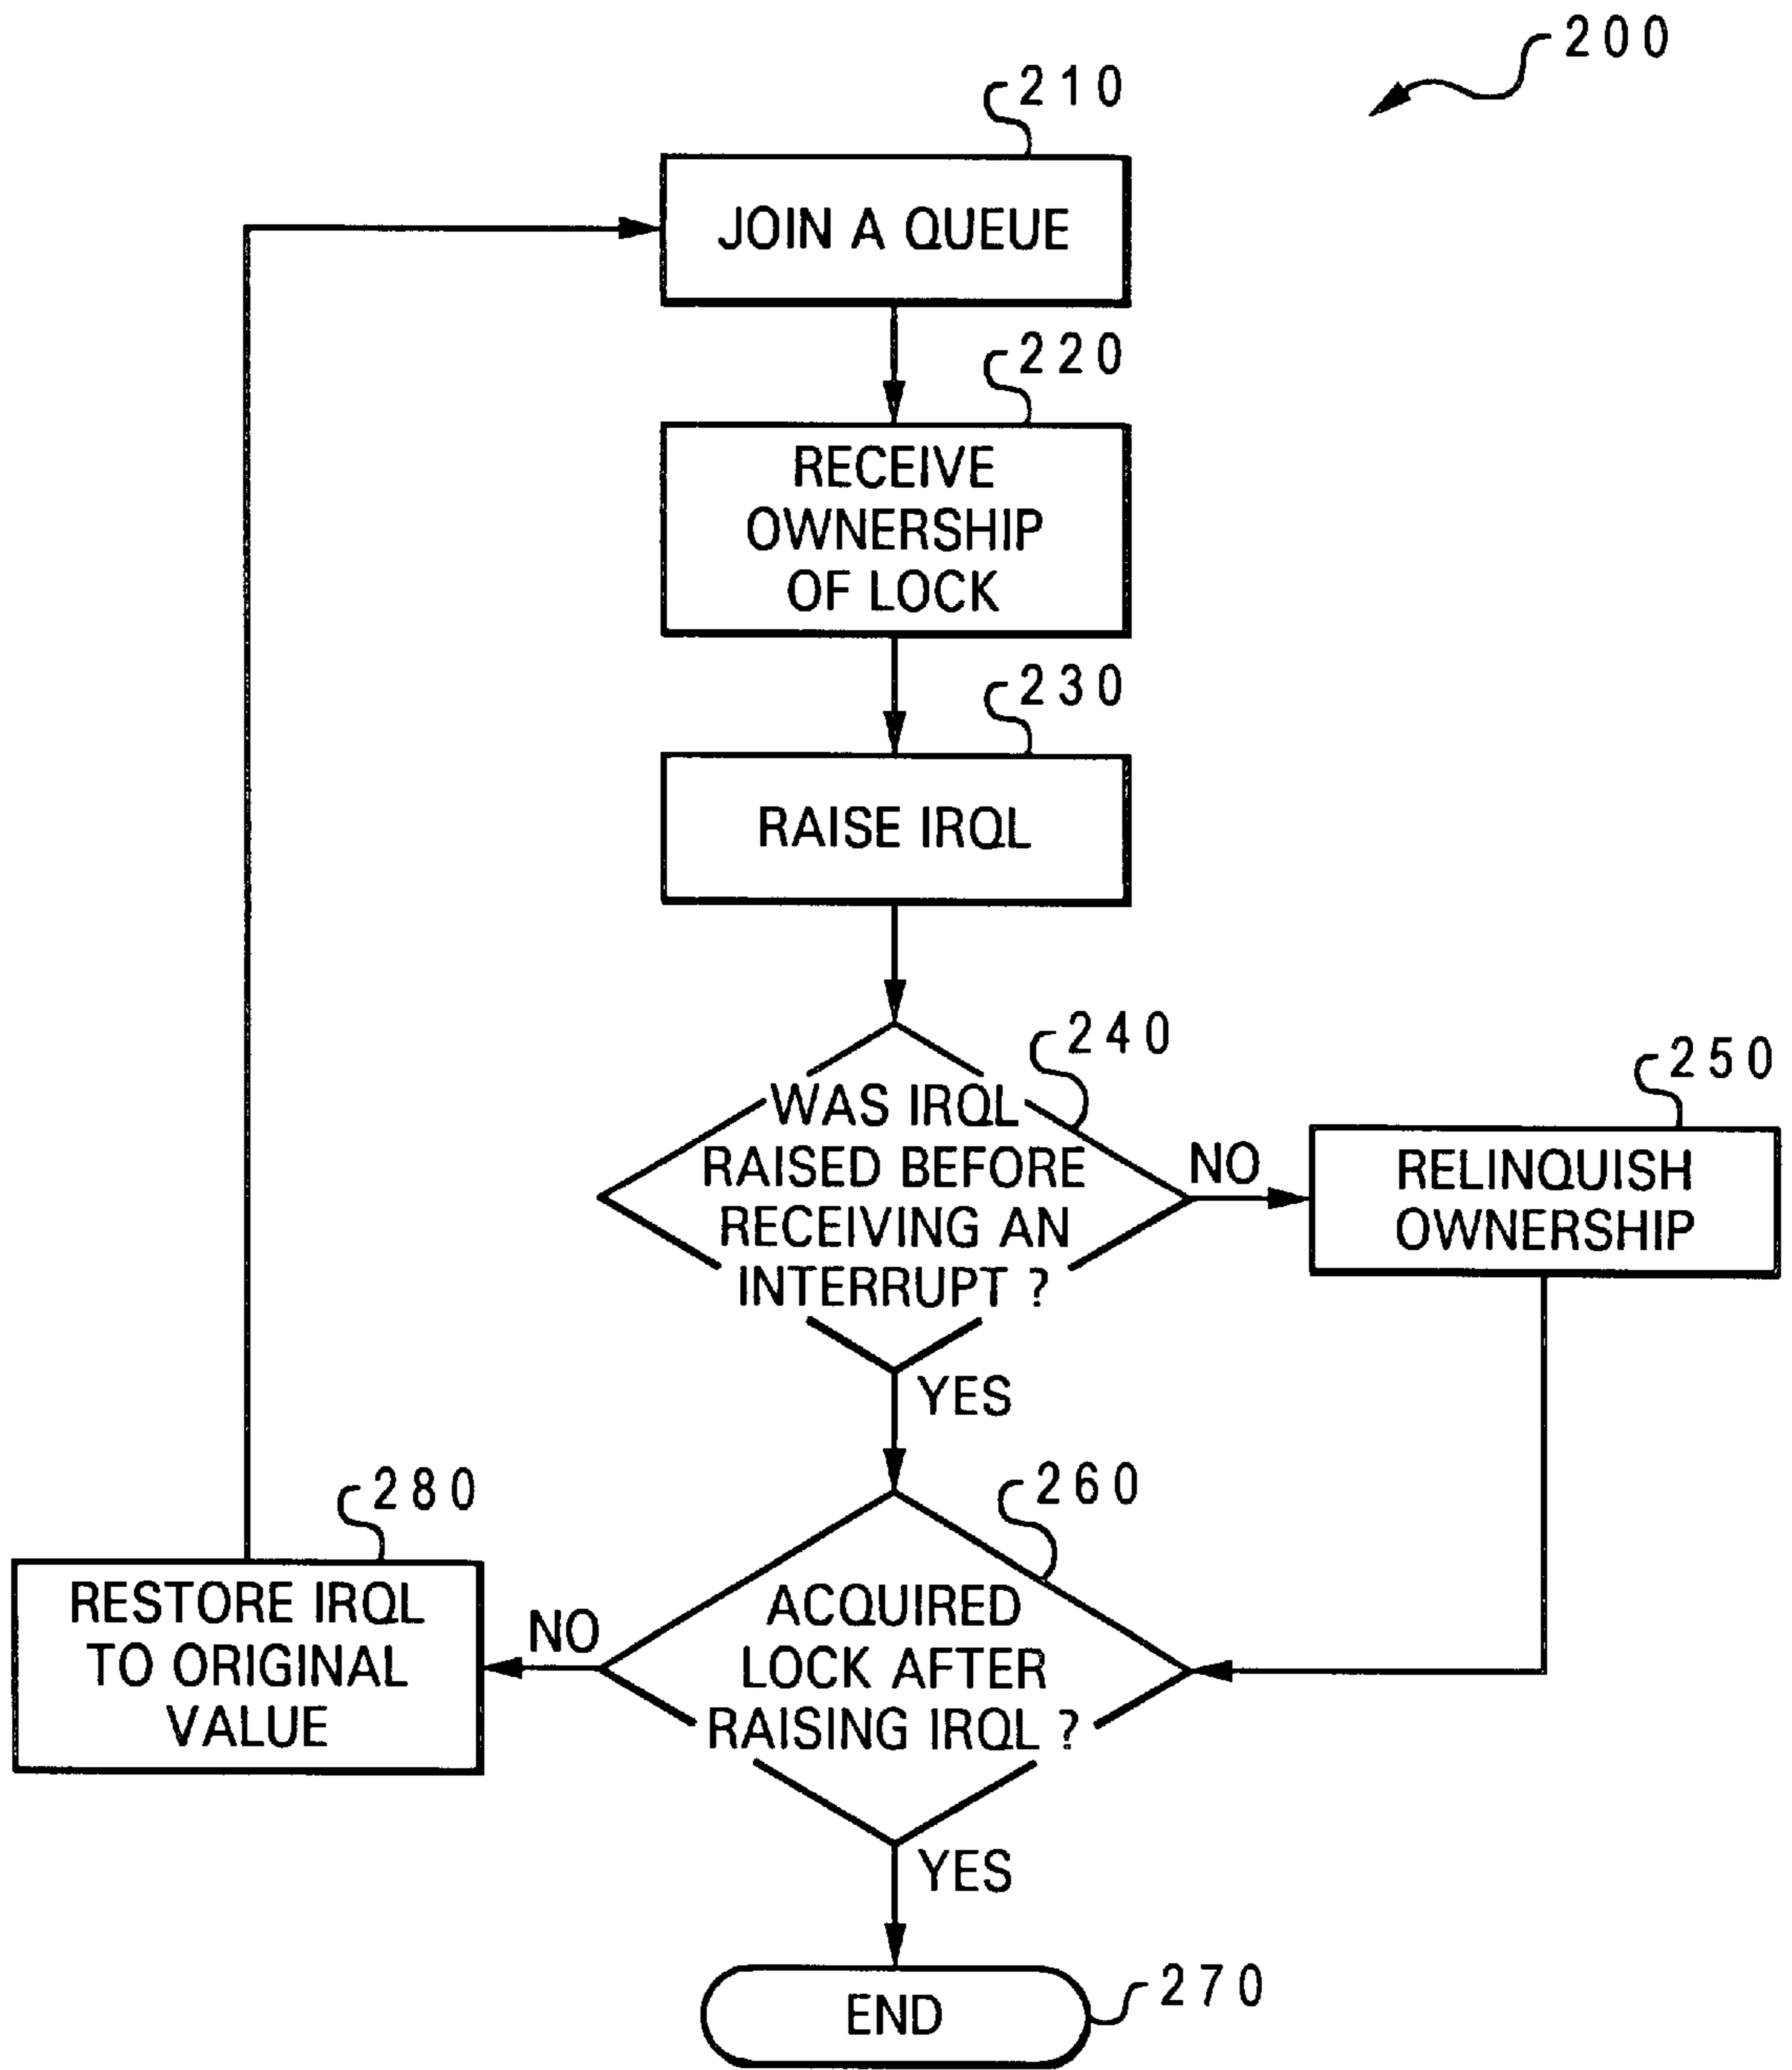 200
210
JOIN A QUEUE
220
RECEIVE
OWNERSHIP
OF LOCK
230
RAISE IRQL
240
WAS IRQL
RAISED BEFORE
RECEIVING AN
INTERRUPT ?
NO
250
RELINQUISH
OWNERSHIP
YES
260
ACQUIRED
LOCK AFTER
RAISING IRQL ?
NO
280
RESTORE IRQL
TO ORIGINAL
VALUE
YES
END
270